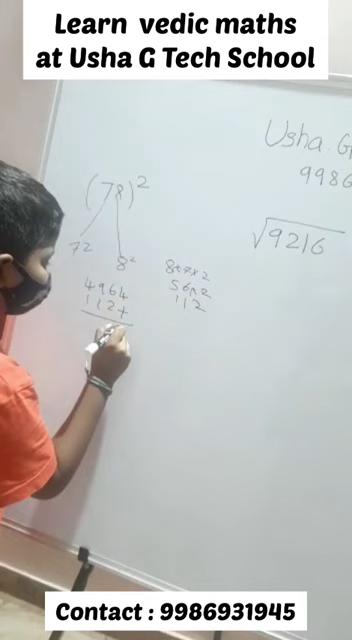 Learn vedic maths
at Usha G Tech School
Usha. G
9986
(78)²
7²
8²
8×7×2
56×2
112
4964
112+
√9216
Contact : 9986931945